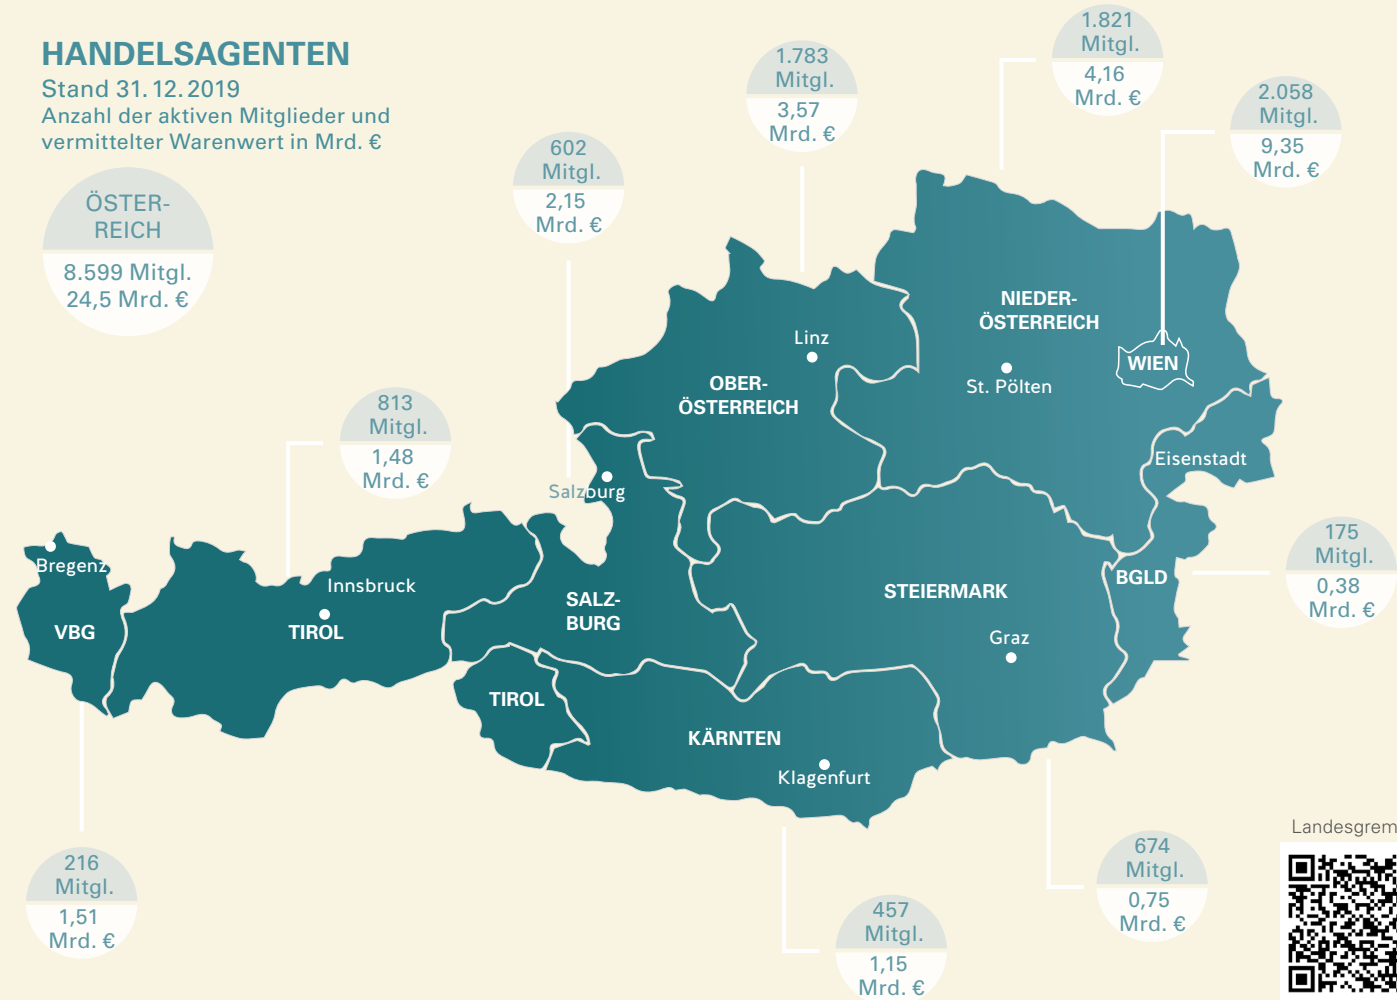 HANDELSAGENTEN
Stand 31. 12. 2019
Anzahl der aktiven Mitglieder und
vermittelter Warenwert in Mrd. €
ÖSTER-
REICH
8.599 Mitgl.
24,5 Mrd. €
602
Mitgl.
2,15
Mrd. €
1.783
Mitgl.
3,57
Mrd. €
1.821
Mitgl.
4,16
Mrd. €
2.058
Mitgl.
9,35
Mrd. €
813
Mitgl.
1,48
Mrd. €
NIEDER-
ÖSTERREICH
St. Pölten
WIEN
Linz
OBER-
ÖSTERREICH
Eisenstadt
Salzburg
Bregenz
VBG
Innsbruck
TIROL
SALZ-
BURG
STEIERMARK
Graz
BGLD
TIROL
KÄRNTEN
Klagenfurt
175
Mitgl.
0,38
Mrd. €
216
Mitgl.
1,51
Mrd. €
457
Mitgl.
1,15
Mrd. €
674
Mitgl.
0,75
Mrd. €
Landesgrem